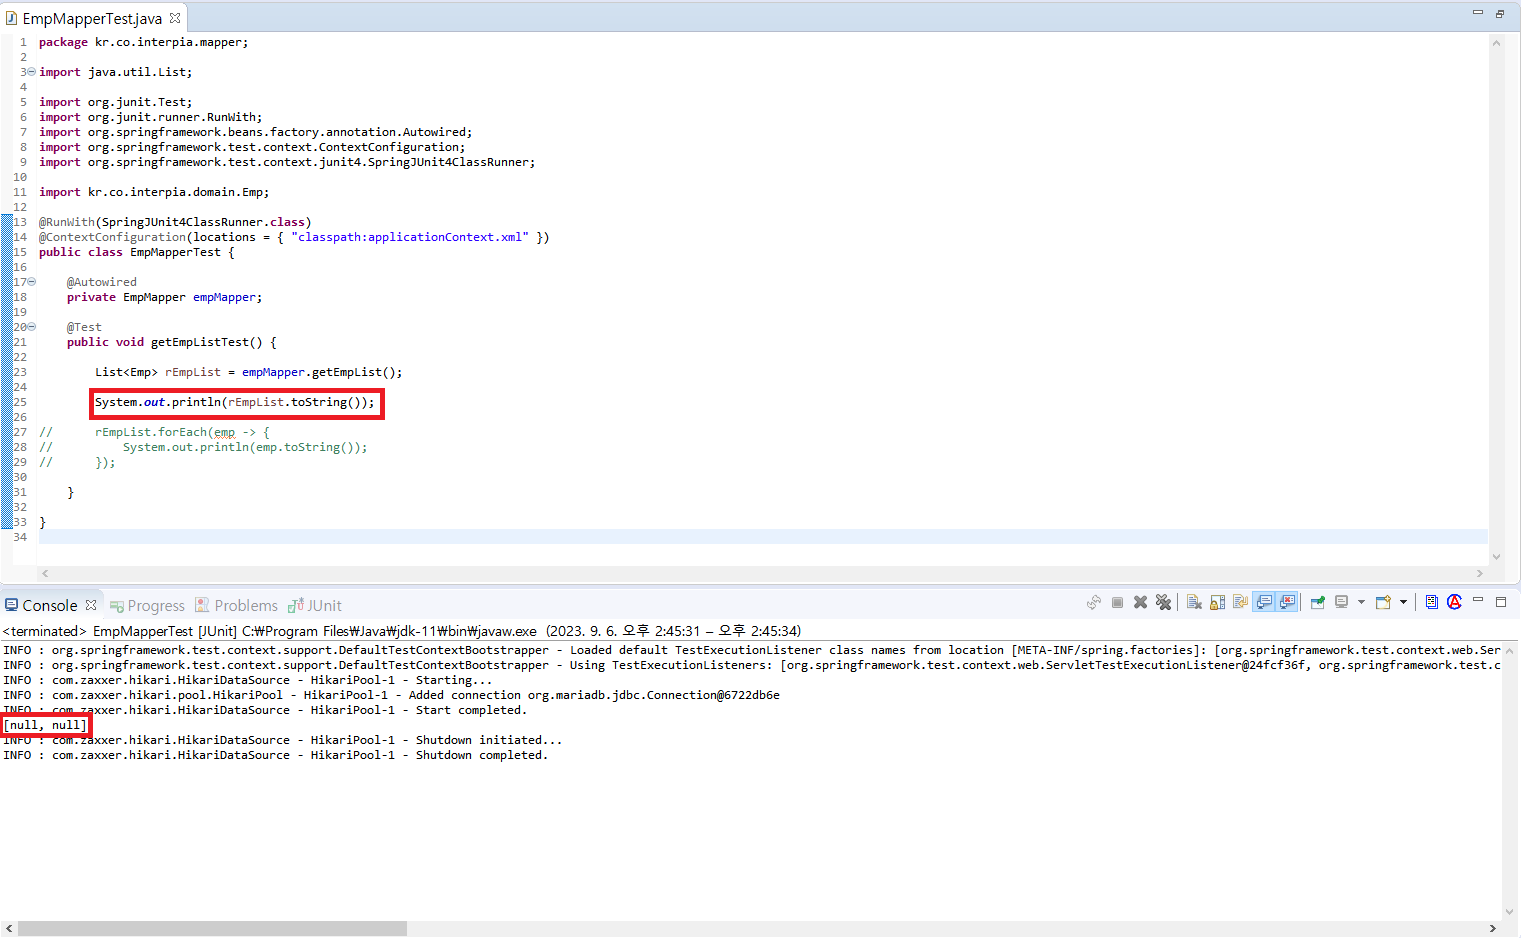 EmpMapperTest.java
1 package kr.co.interpia.mapper;
2
3 import java.util.List;
4
5 import org.junit.Test;
6 import org.junit.runner.RunWith;
7 import org.springframework.beans.factory.annotation.Autowired;
8 import org.springframework.test.context.ContextConfiguration;
9 import org.springframework.test.context.junit4.SpringJUnit4ClassRunner;
10
11 import kr.co.interpia.domain.Emp;
12
13 @RunWith(SpringJUnit4ClassRunner.class)
14 @ContextConfiguration(locations = { "classpath:applicationContext.xml" })
15 public class EmpMapperTest {
16
17 @Autowired
18 private EmpMapper empMapper;
19
20 @Test
21 public void getEmpListTest() {
22
23 List<Emp> rEmpList = empMapper.getEmpList();
24
25 System.out.println(rEmpList.toString());
26
27 // rEmpList.forEach(emp -> {
28 // System.out.println(emp.toString());
29 // });
30
31 }
32
33 }
34
Console Progress Problems JUnit
<terminated> EmpMapperTest [JUnit] C:₩Program Files₩Java₩jdk-11₩bin₩javaw.exe (2023. 9. 6. 오후 2:45:31 – 오후 2:45:34)
INFO : org.springframework.test.context.support.DefaultTestContextBootstrapper - Loaded default TestExecutionListener class names from location [META-INF/spring.factories]: [org.springframework.test.context.web.Ser
INFO : org.springframework.test.context.support.DefaultTestContextBootstrapper - Using TestExecutionListeners: [org.springframework.test.context.web.ServletTestExecutionListener@24fcf36f, org.springframework.test.c
INFO : com.zaxxer.hikari.HikariDataSource - HikariPool-1 - Starting...
INFO : com.zaxxer.hikari.pool.HikariPool - HikariPool-1 - Added connection org.mariadb.jdbc.Connection@6722db6e
INFO : com.zaxxer.hikari.HikariDataSource - HikariPool-1 - Start completed.
[null, null]
INFO : com.zaxxer.hikari.HikariDataSource - HikariPool-1 - Shutdown initiated...
INFO : com.zaxxer.hikari.HikariDataSource - HikariPool-1 - Shutdown completed.